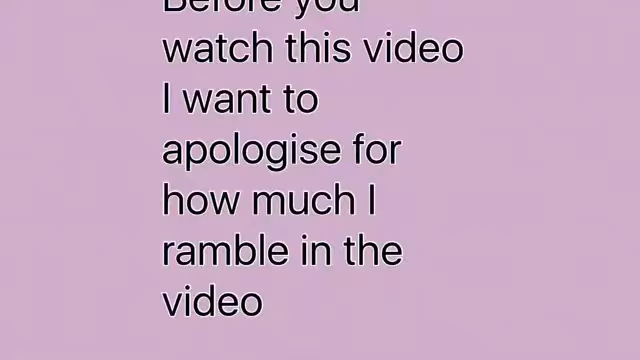 Before you
watch this video
I want to
apologise for
how much I
ramble in the
video